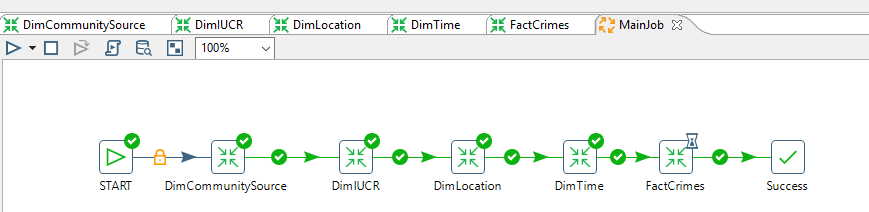 DimCommunitySource DimIUCR DimLocation DimTime FactCrimes MainJob
100%
START DimCommunitySource DimIUCR DimLocation DimTime FactCrimes Success